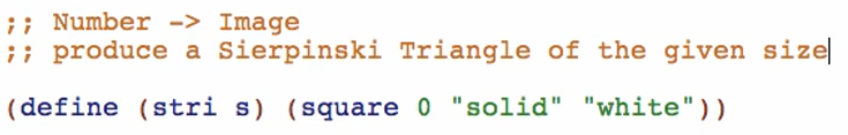 ;; Number -> Image
;; produce a Sierpinski Triangle of the given size
(define (stri s) (square 0 "solid" "white"))